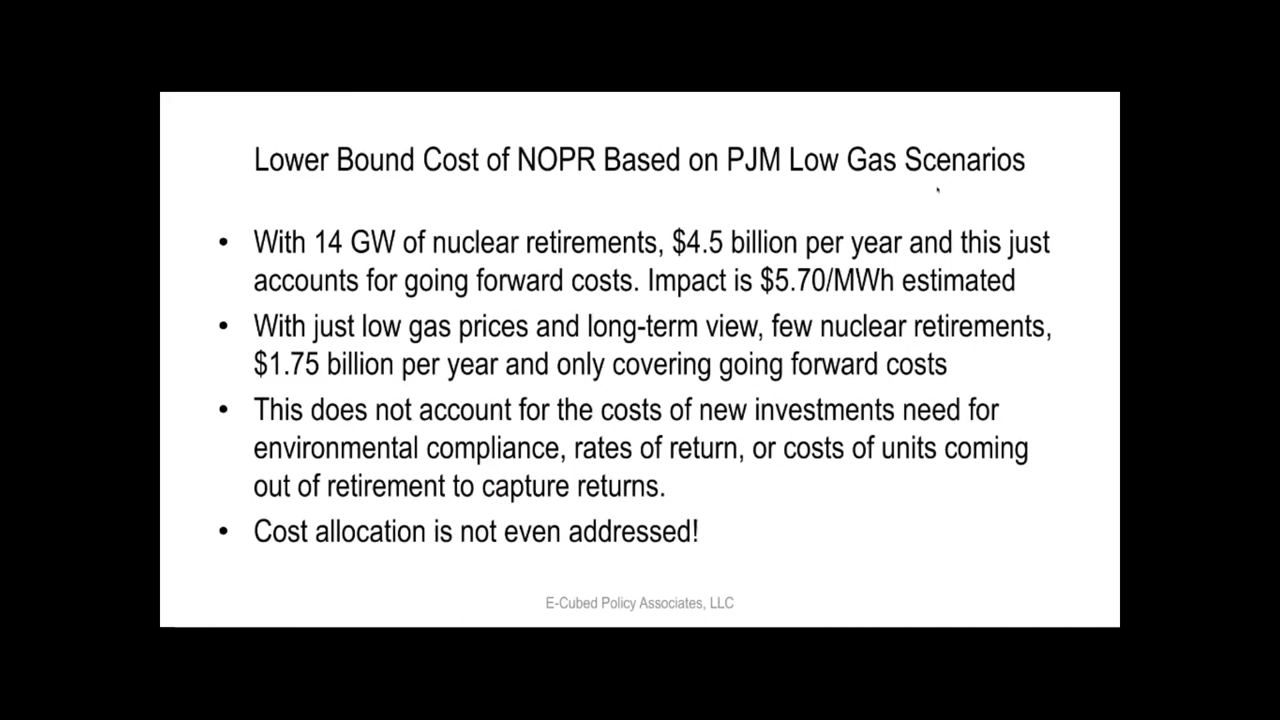 Lower Bound Cost of NOPR Based on PJM Low Gas Scenarios
• With 14 GW of nuclear retirements, $4.5 billion per year and this just
accounts for going forward costs. Impact is $5.70/MWh estimated
• With just low gas prices and long-term view, few nuclear retirements,
$1.75 billion per year and only covering going forward costs
• This does not account for the costs of new investments need for
environmental compliance, rates of return, or costs of units coming
out of retirement to capture returns.
• Cost allocation is not even addressed!
E-Cubed Policy Associates, LLC